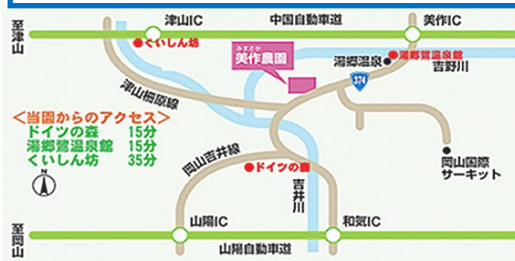 至津山
津山IC
中国自動車道
美作IC
くいしん坊
みまさか
美作農園
湯郷温泉
湯郷鷺温泉館
吉野川
374
津山柵原線
<当園からのアクセス>
ドイツの森 15分
湯郷鷺温泉館 15分
くいしん坊 35分
N
岡山吉井線
ドイツの森
吉井川
岡山国際
サーキット
至岡山
山陽IC
和気IC
山陽自動車道